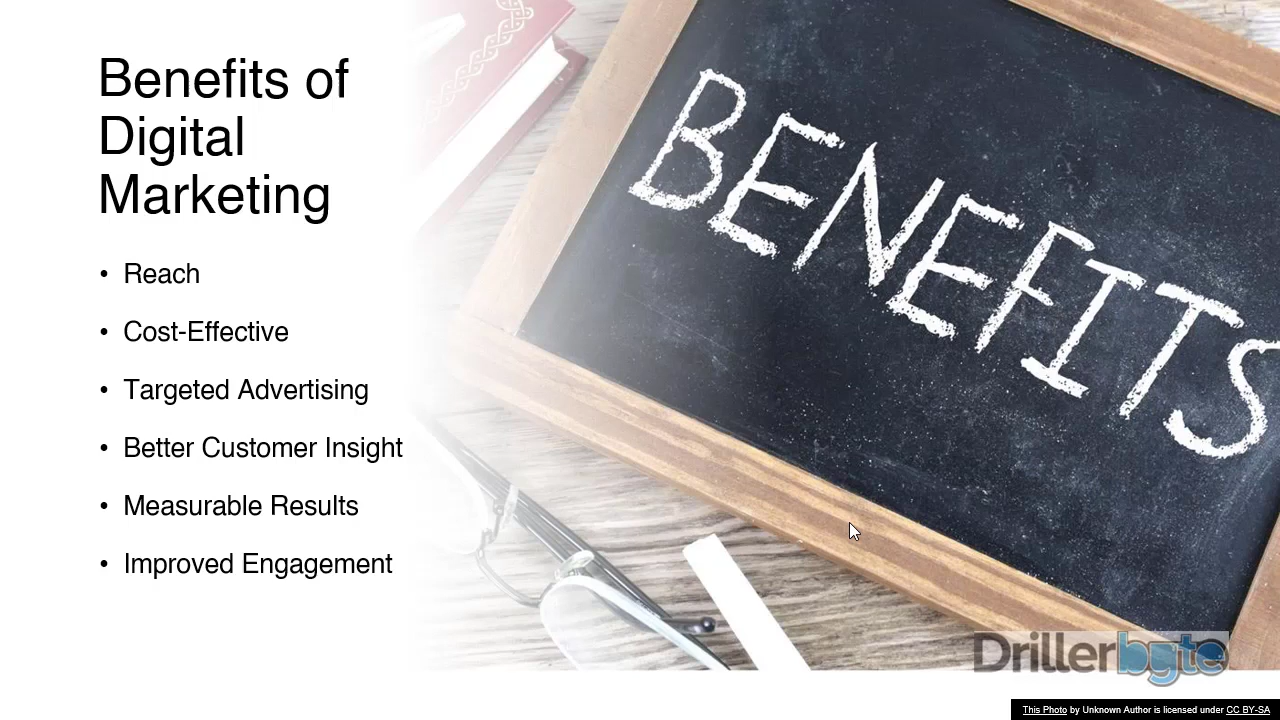 Benefits of
Digital
Marketing
• Reach
• Cost-Effective
• Targeted Advertising
• Better Customer Insight
• Measurable Results
• Improved Engagement
BENEFITS
Drillerbyte
This Photo by Unknown Author is licensed under CC BY-SA